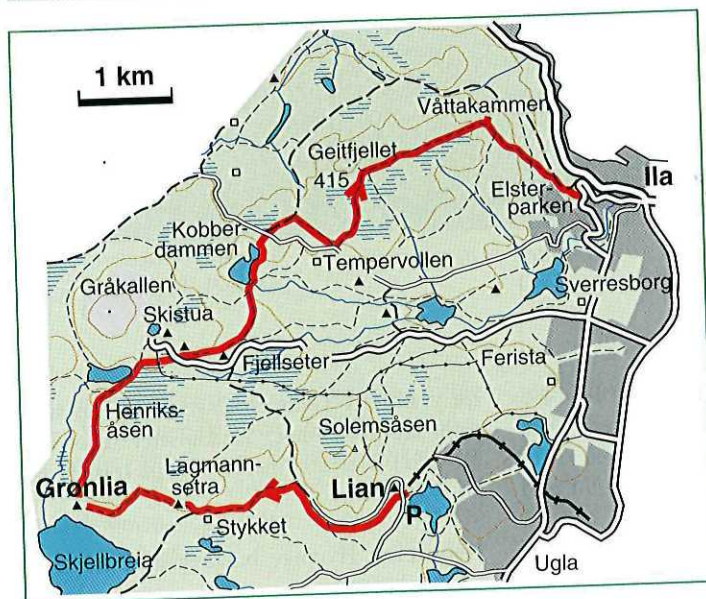 1 km
Våttakammen
Geitfjellet
415
Ila
Elster-
parken
Kobber-
dammen
Tempervollen
Gråkallen
Skistua
Sverresborg
Fjellseter
Ferista
Henriks-
åsen
Solemsåsen
Lagmann-
setra
Grønlia
Lian
P
Stykket
Skjellbreia
Ugla